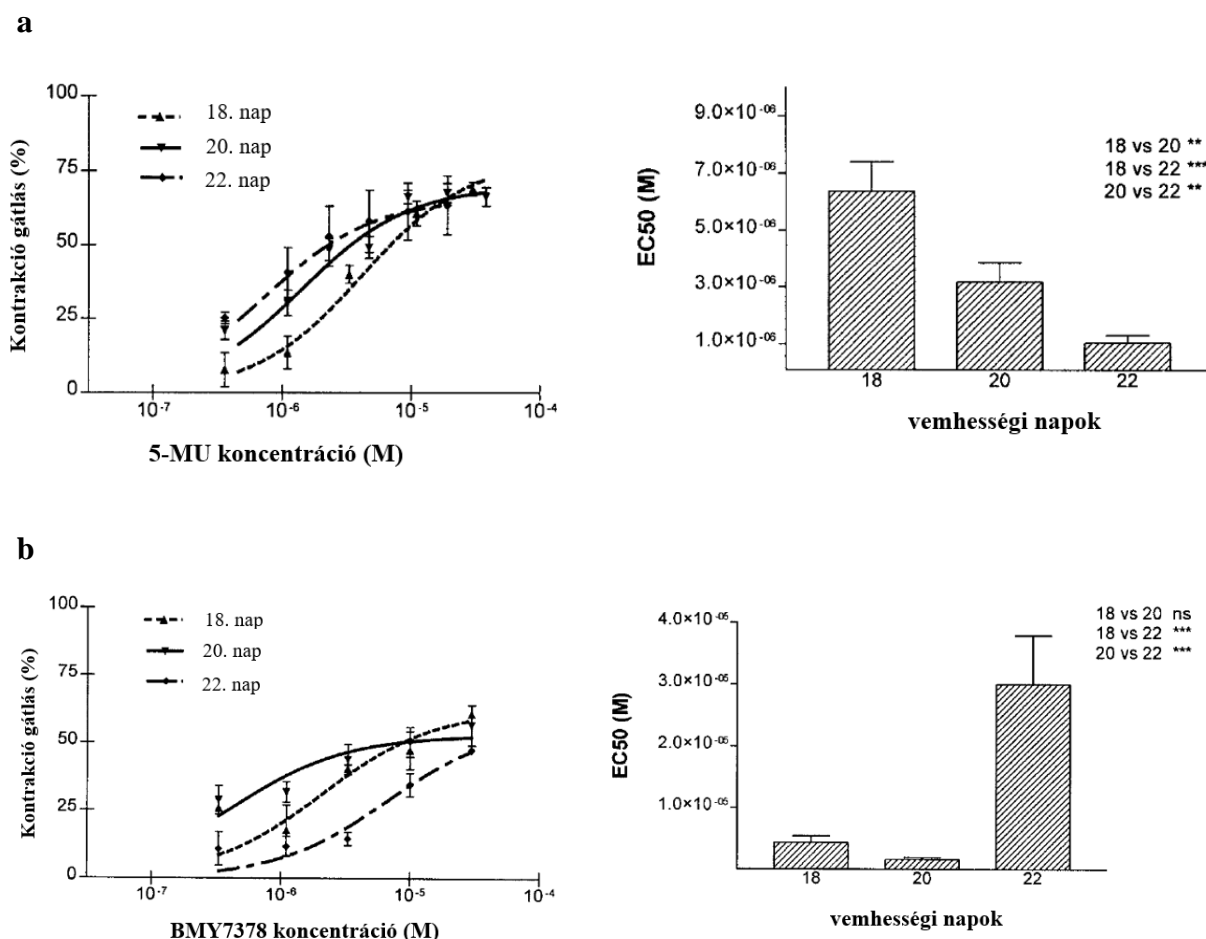 a
Kontrakció gátlás (%)
100
75
50
25
0
18. nap
20. nap
22. nap
10⁻⁷
10⁻⁶
10⁻⁵
10⁻⁴
5-MU koncentráció (M)
EC50 (M)
9.0×10⁻⁰⁶
7.0×10⁻⁰⁶
5.0×10⁻⁰⁶
3.0×10⁻⁰⁶
1.0×10⁻⁰⁶
18 vs 20 **
18 vs 22 ***
20 vs 22 **
18
20
22
vemhességi napok
b
Kontrakció gátlás (%)
100
75
50
25
0
18. nap
20. nap
22. nap
10⁻⁷
10⁻⁶
10⁻⁵
10⁻⁴
BMY7378 koncentráció (M)
EC50 (M)
4.0×10⁻⁰⁵
3.0×10⁻⁰⁵
2.0×10⁻⁰⁵
1.0×10⁻⁰⁵
18 vs 20 ns
18 vs 22 ***
20 vs 22 ***
18
20
22
vemhességi napok